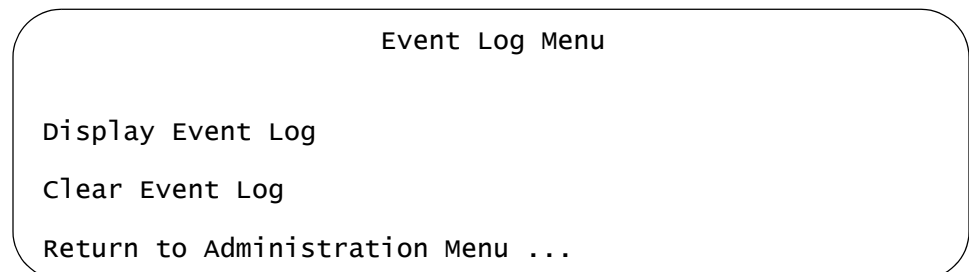 Event Log Menu
Display Event Log
Clear Event Log
Return to Administration Menu ...